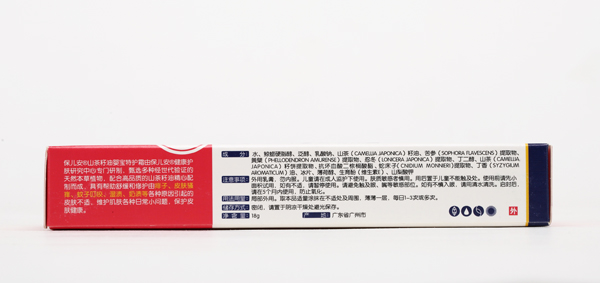 保儿安®山茶籽油婴宝特护霜由保儿安®健康护
肤研究中心专门研制，甄选多种经世代验证的
天然本草植物，配合高品质的山茶籽油精心配
制而成，具有帮助舒缓和修护由痱子、皮肤瘙
痒、蚊子叮咬、湿渍、奶渍等各种原因引起的
皮肤不适，维护肌肤各种日常小问题，保护皮
肤健康。
成 分 水、鲸蜡硬脂醇、泛醇、乳酸钠、山茶（CAMELLIA JAPONICA）籽油、苦参（SOPHORA FLAVESCENS）提取物、
黄檗（PHELLODENDRON AMURENSE）提取物、忍冬（LONICERA JAPONICA）提取物、丁二醇、山茶（CAMELLIA
JAPONICA）籽饼提取物、抗坏血酸二棕榈酸酯、蛇床子（CNIDIUM MONNIERI）提取物、丁香（SYZYGIUM
AROMATICUM）油、冰片、薄荷醇、生育酚（维生素E）、山梨酸钾
注意事项 外用乳膏，勿内服。儿童请在成人监护下使用。肤质敏感者慎用。用后置于儿童不能触及处。使用前请先小
面积试用，如有不适，请暂停使用。请避免触及眼、嘴等敏感部位。如有不慎入眼，请用清水清洗。启封后，
请在5个月内使用，防止氧化。
使用方法 局部外用。取本品适量涂抹在不适处及周围，薄薄一层，每日1-3次或多次。
储存方式 密闭，请置于阴凉干燥处避光保存。
净 含 量 18g 产 地 广东省广州市
外